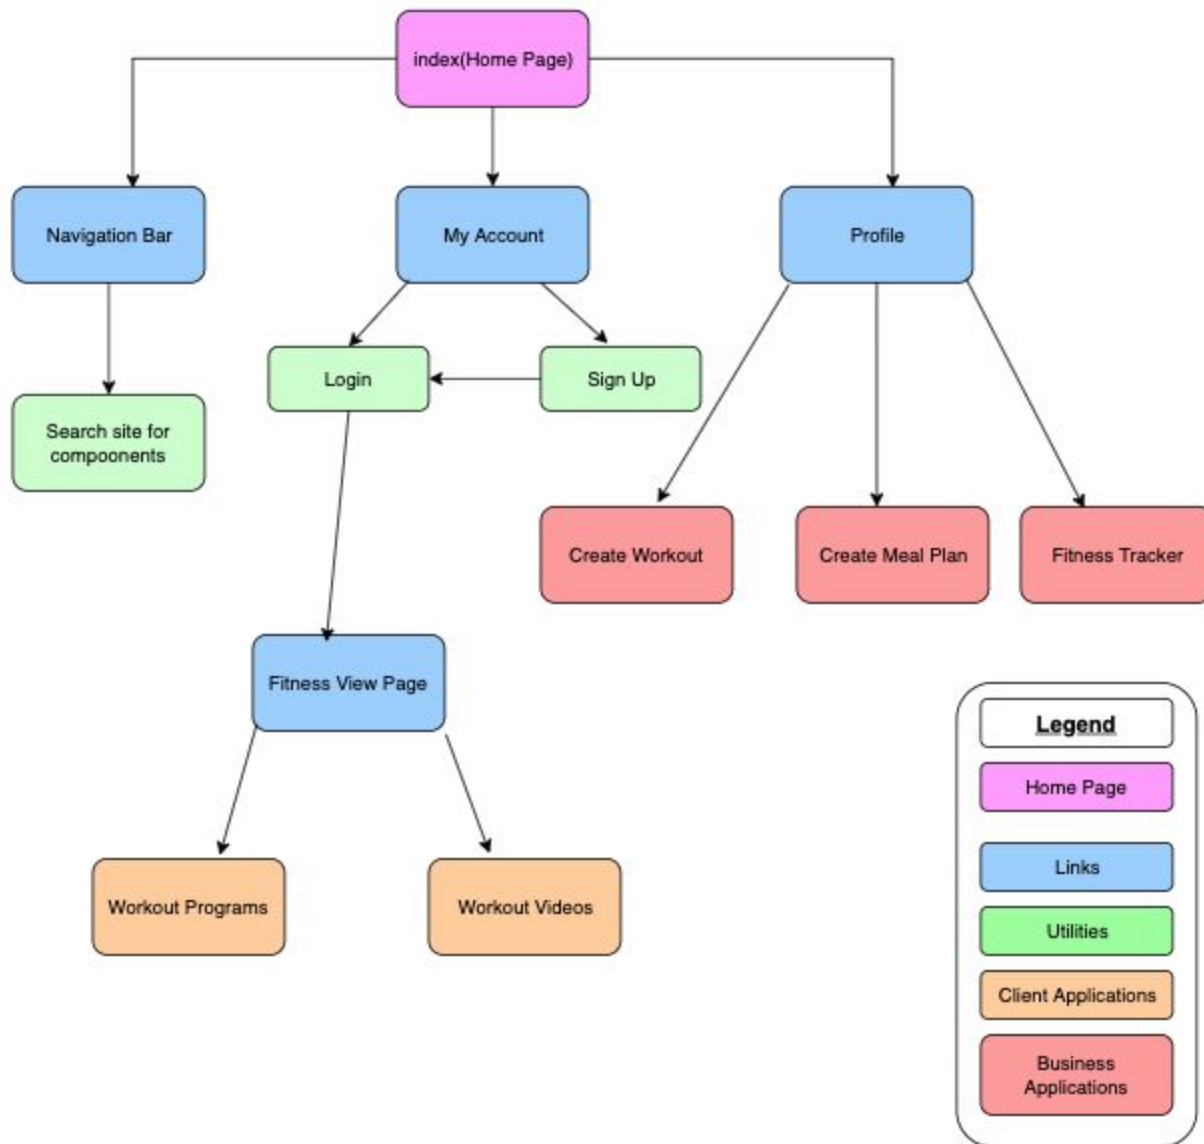 index(Home Page)
Navigation Bar
My Account
Profile
Login
Sign Up
Search site for
compoonents
Create Workout
Create Meal Plan
Fitness Tracker
Fitness View Page
Workout Programs
Workout Videos
Legend
Home Page
Links
Utilities
Client Applications
Business
Applications